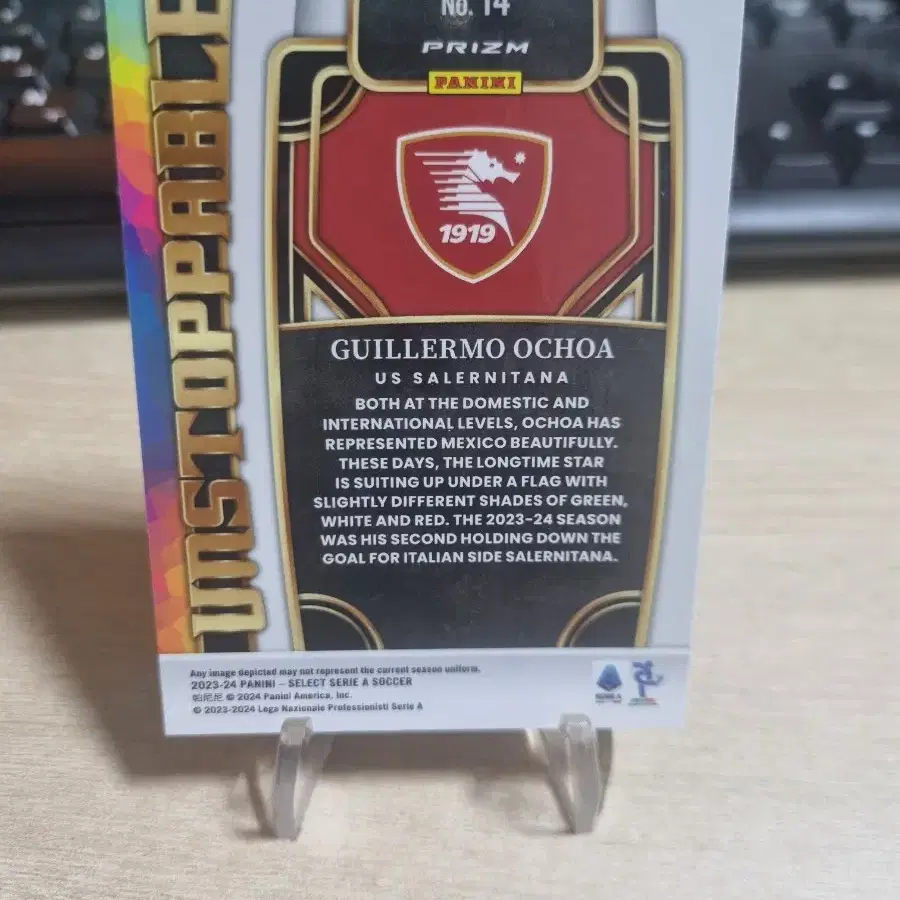 No. 14
PRIZM
PANINI
UNSTOPPABLE
1919
GUILLERMO OCHOA
US SALERNITANA
BOTH AT THE DOMESTIC AND
INTERNATIONAL LEVELS, OCHOA HAS
REPRESENTED MEXICO BEAUTIFULLY.
THESE DAYS, THE LONGTIME STAR
IS SUITING UP UNDER A FLAG WITH
SLIGHTLY DIFFERENT SHADES OF GREEN,
WHITE AND RED. THE 2023-24 SEASON
WAS HIS SECOND HOLDING DOWN THE
GOAL FOR ITALIAN SIDE SALERNITANA.
Any image depicted may not represent the current season uniform.
2023-24 PANINI – SELECT SERIE A SOCCER
帕尼尼 © 2024 Panini America, Inc.
© 2023-2024 Lega Nazionale Professionisti Serie A
SERIE A